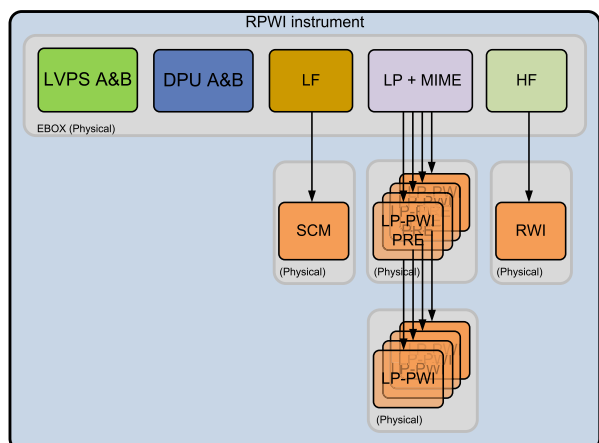 RPWI instrument
LVPS A&B
DPU A&B
LF
LP + MIME
HF
EBOX (Physical)
SCM
(Physical)
LP-PWI
PRE
(Physical)
RWI
(Physical)
LP-PWI
(Physical)